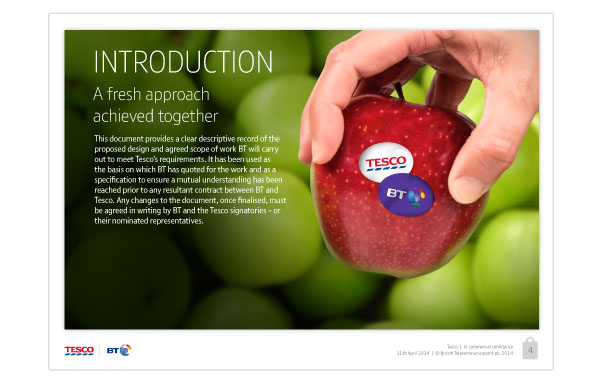 INTRODUCTION
A fresh approach
achieved together
This document provides a clear descriptive record of the
proposed design and agreed scope of work BT will carry
out to meet Tesco's requirements. It has been used as
the basis on which BT has quoted for the work and as a
specification to ensure a mutual understanding has been
reached prior to any resultant contract between BT and
Tesco. Any changes to the document, once finalised, must
be agreed in writing by BT and the Tesco signatories – or
their nominated representatives.
TESCO
BT
TESCO
BT
Tesco | In commercial confidence
11th April 2014 | © British Telecommunications plc 2014
4